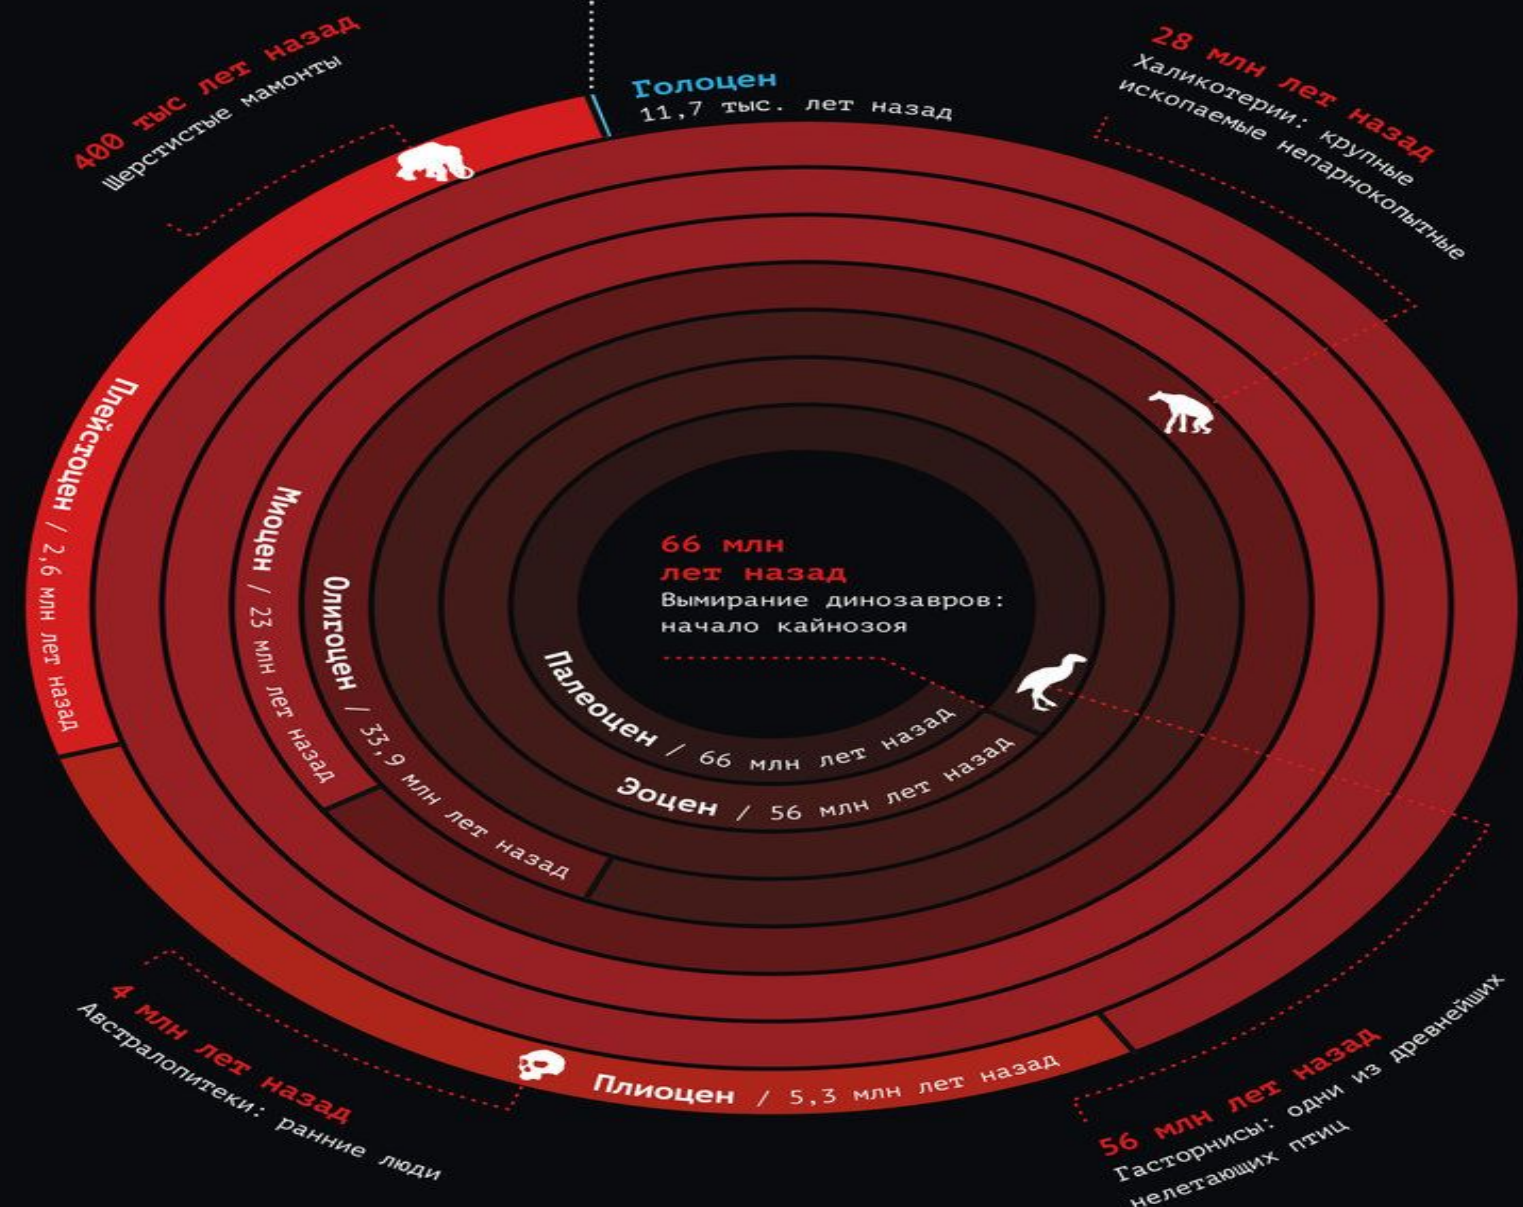 400 тыс лет назад
Шерстистые мамонты
Голоцен
11,7 тыс. лет назад
28 млн лет назад
Халикотерии: крупные
ископаемые непарнокопытные
Плейстоцен / 2,6 млн лет назад
Миоцен / 23 млн лет назад
Олигоцен / 33,9 млн лет назад
66 млн
лет назад
Вымирание динозавров:
начало кайнозоя
Палеоцен / 66 млн лет назад
Эоцен / 56 млн лет назад
Плиоцен / 5,3 млн лет назад
4 млн лет назад
Австралопитеки: ранние люди
56 млн лет назад
Гасторнисы: одни из древнейших
нелетающих птиц